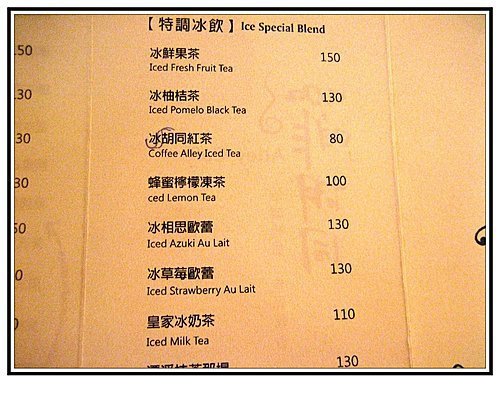 【特調冰飲】Ice Special Blend
冰鮮果茶 150
Iced Fresh Fruit Tea
冰柚桔茶 130
Iced Pomelo Black Tea
冰胡同紅茶 80
Coffee Alley Iced Tea
蜂蜜檸檬凍茶 100
ced Lemon Tea
冰相思歐蕾 130
Iced Azuki Au Lait
冰草莓歐蕾 130
Iced Strawberry Au Lait
皇家冰奶茶 110
Iced Milk Tea
130